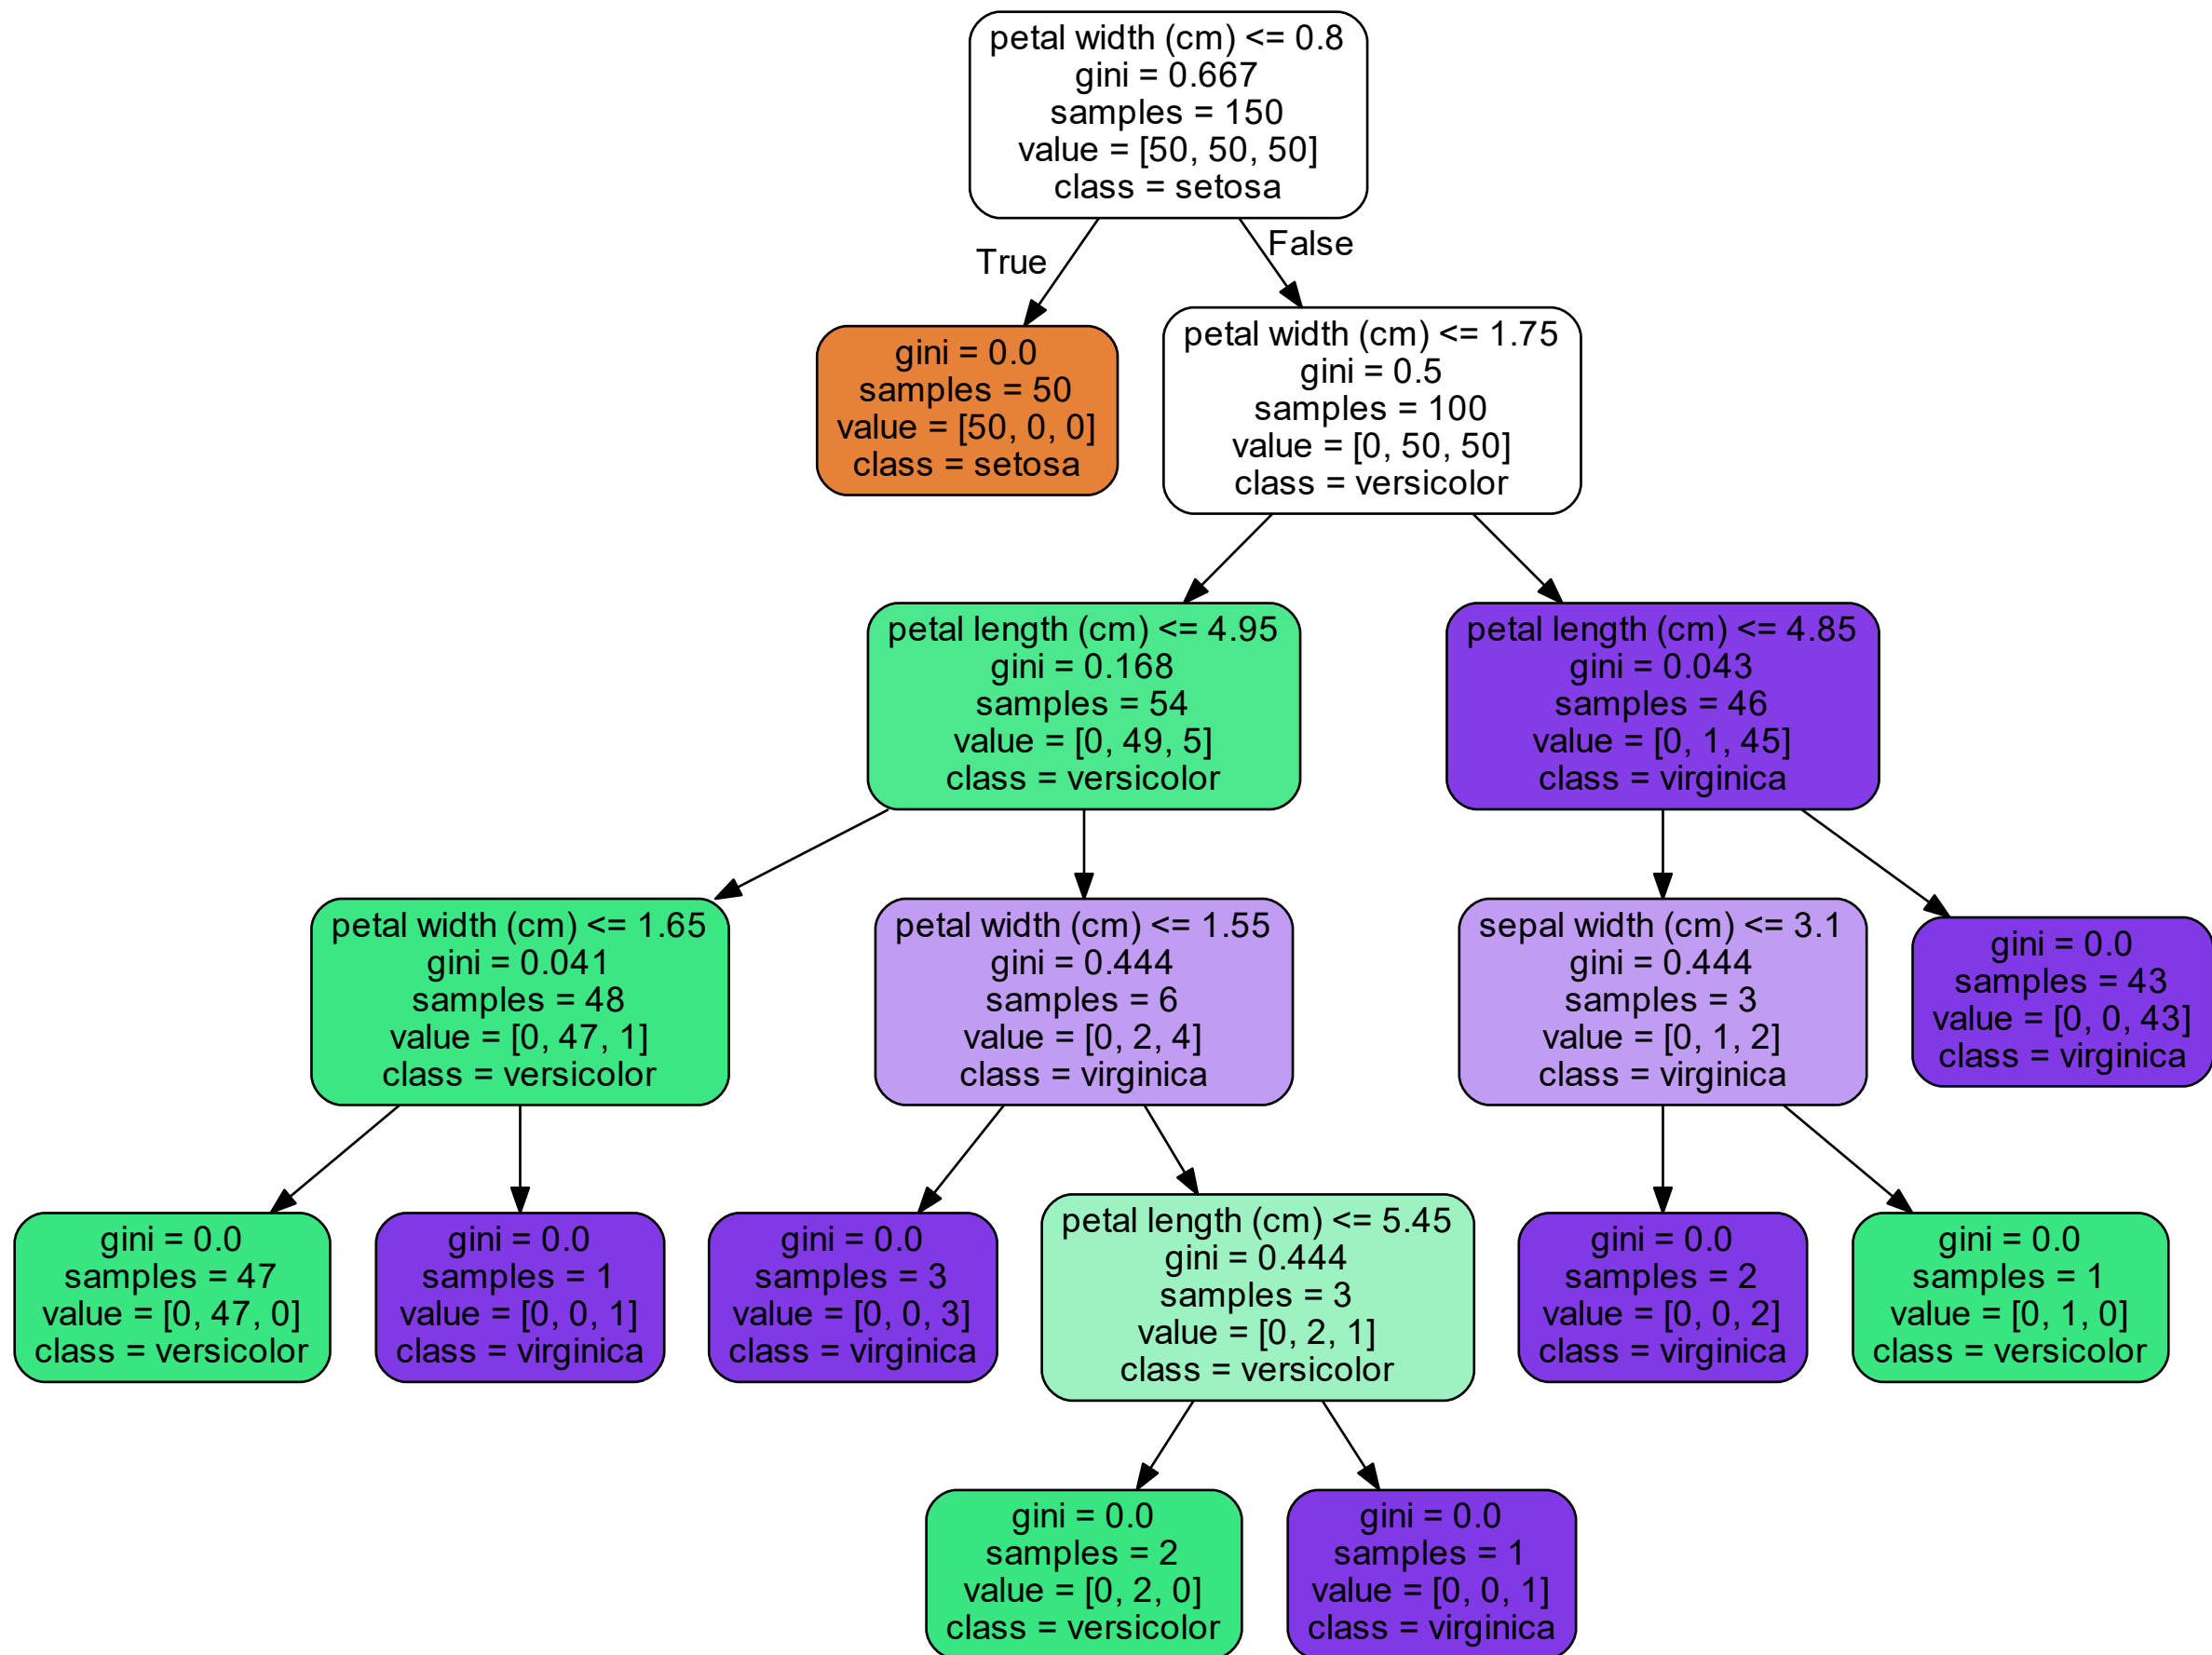 petal width (cm) <= 0.8
gini = 0.667
samples = 150
value = [50, 50, 50]
class = setosa
True
False
gini = 0.0
samples = 50
value = [50, 0, 0]
class = setosa
petal width (cm) <= 1.75
gini = 0.5
samples = 100
value = [0, 50, 50]
class = versicolor
petal length (cm) <= 4.95
gini = 0.168
samples = 54
value = [0, 49, 5]
class = versicolor
petal length (cm) <= 4.85
gini = 0.043
samples = 46
value = [0, 1, 45]
class = virginica
petal width (cm) <= 1.65
gini = 0.041
samples = 48
value = [0, 47, 1]
class = versicolor
petal width (cm) <= 1.55
gini = 0.444
samples = 6
value = [0, 2, 4]
class = virginica
sepal width (cm) <= 3.1
gini = 0.444
samples = 3
value = [0, 1, 2]
class = virginica
gini = 0.0
samples = 43
value = [0, 0, 43]
class = virginica
gini = 0.0
samples = 47
value = [0, 47, 0]
class = versicolor
gini = 0.0
samples = 1
value = [0, 0, 1]
class = virginica
gini = 0.0
samples = 3
value = [0, 0, 3]
class = virginica
petal length (cm) <= 5.45
gini = 0.444
samples = 3
value = [0, 2, 1]
class = versicolor
gini = 0.0
samples = 2
value = [0, 0, 2]
class = virginica
gini = 0.0
samples = 1
value = [0, 1, 0]
class = versicolor
gini = 0.0
samples = 2
value = [0, 2, 0]
class = versicolor
gini = 0.0
samples = 1
value = [0, 0, 1]
class = virginica